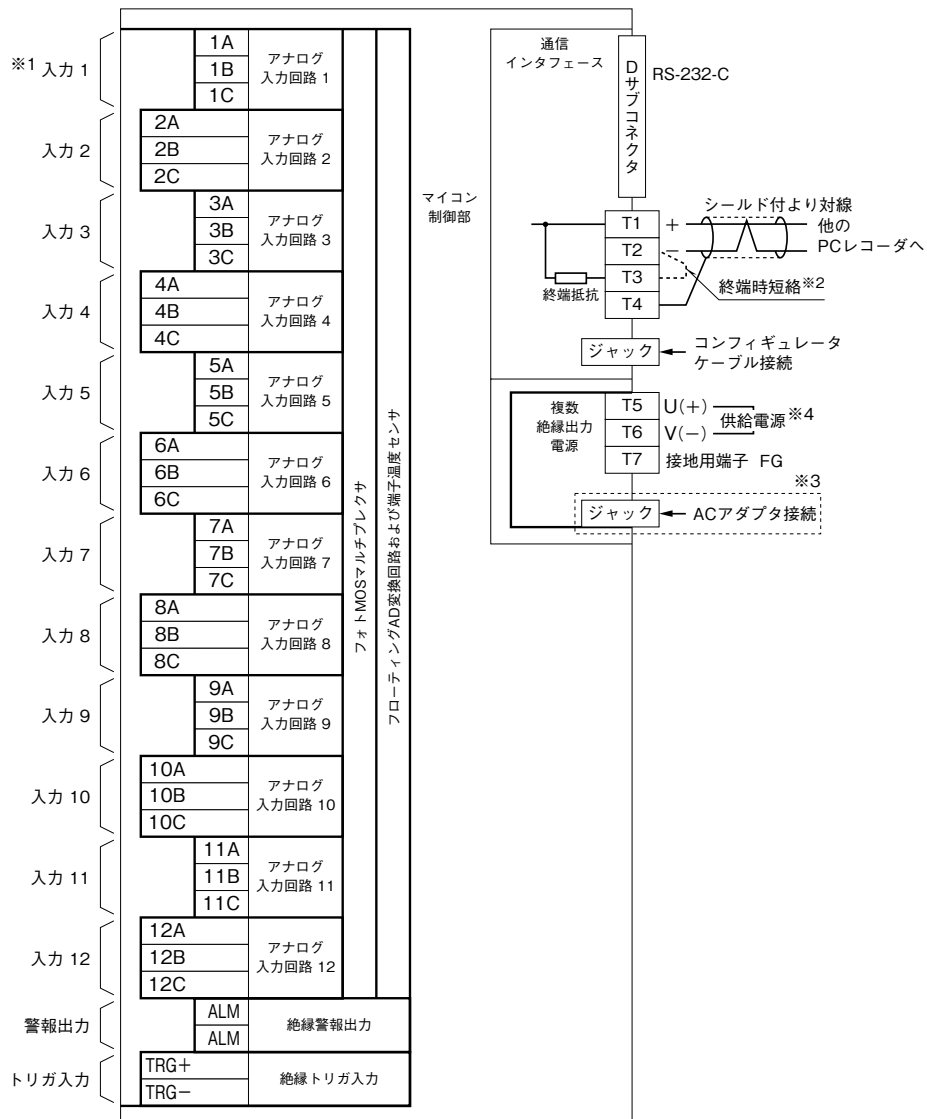 ※1 入力 1
1A
1B
1C
アナログ
入力回路 1
入力 2
2A
2B
2C
アナログ
入力回路 2
入力 3
3A
3B
3C
アナログ
入力回路 3
入力 4
4A
4B
4C
アナログ
入力回路 4
入力 5
5A
5B
5C
アナログ
入力回路 5
入力 6
6A
6B
6C
アナログ
入力回路 6
入力 7
7A
7B
7C
アナログ
入力回路 7
入力 8
8A
8B
8C
アナログ
入力回路 8
入力 9
9A
9B
9C
アナログ
入力回路 9
入力 10
10A
10B
10C
アナログ
入力回路 10
入力 11
11A
11B
11C
アナログ
入力回路 11
入力 12
12A
12B
12C
アナログ
入力回路 12
警報出力
ALM
ALM
絶縁警報出力
トリガ入力
TRG+
TRG−
絶縁トリガ入力
フォトMOSマルチプレクサ
フローティングAD変換回路および端子温度センサ
マイコン
制御部
通信
インタフェース
Dサブコネクタ
RS-232-C
シールド付より対線
他の
PCレコーダへ
T1
+
T2
−
T3
T4
終端抵抗
終端時短絡※2
ジャック
コンフィギュレータ
ケーブル接続
複数
絶縁出力
電源
T5
U(+)
T6
V(−)
供給電源※4
T7
接地用端子 FG
※3
ジャック
ACアダプタ接続